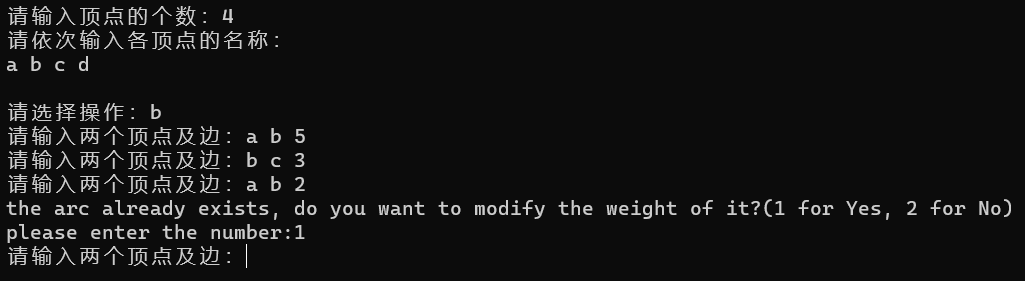 请输入顶点的个数：4
请依次输入各顶点的名称：
a b c d
请选择操作：b
请输入两个顶点及边：a b 5
请输入两个顶点及边：b c 3
请输入两个顶点及边：a b 2
the arc already exists, do you want to modify the weight of it?(1 for Yes, 2 for No)
please enter the number:1
请输入两个顶点及边：